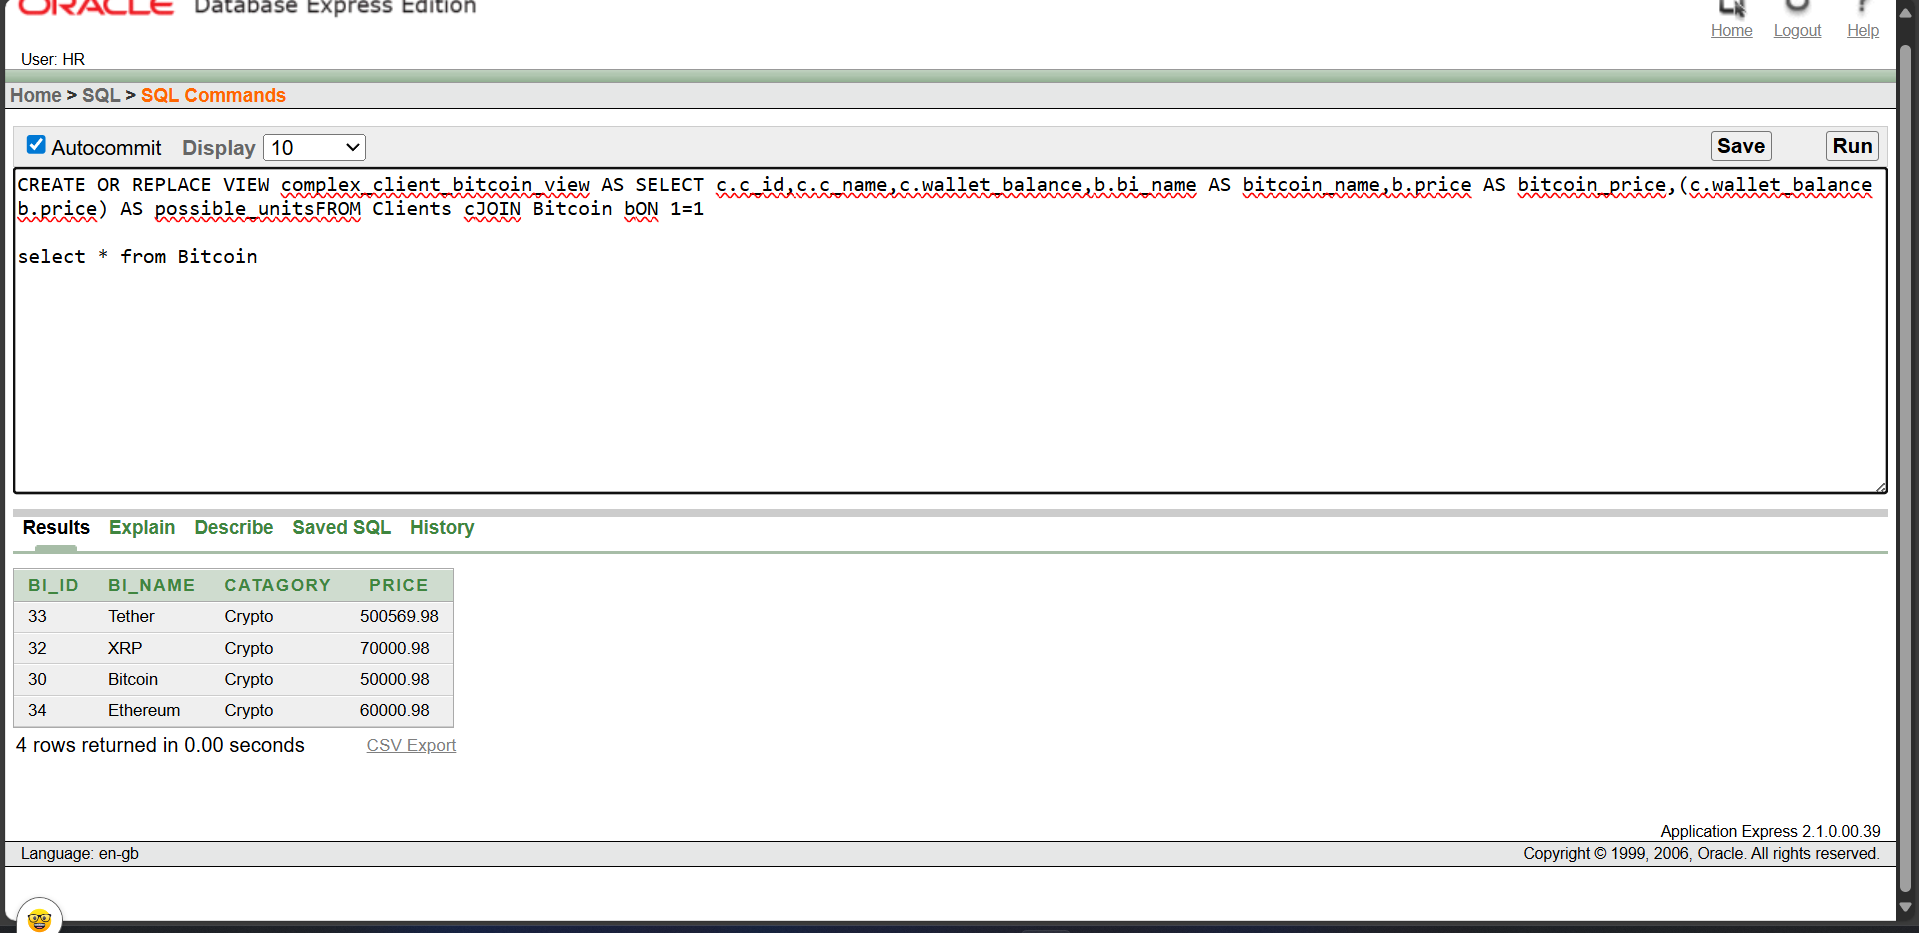 ORACLE Database Express Edition
Home Logout Help
User: HR
Home > SQL > SQL Commands
Autocommit Display 10 Save Run
CREATE OR REPLACE VIEW complex_client_bitcoin_view AS SELECT c.c_id,c.c_name,c.wallet_balance,b.bi_name AS bitcoin_name,b.price AS bitcoin_price,(c.wallet_balance
b.price) AS possible_unitsFROM Clients cJOIN Bitcoin bON 1=1
select * from Bitcoin
Results Explain Describe Saved SQL History
BI_ID BI_NAME CATAGORY PRICE
33 Tether Crypto 500569.98
32 XRP Crypto 70000.98
30 Bitcoin Crypto 50000.98
34 Ethereum Crypto 60000.98
4 rows returned in 0.00 seconds CSV Export
Application Express 2.1.0.00.39
Language: en-gb Copyright © 1999, 2006, Oracle. All rights reserved.